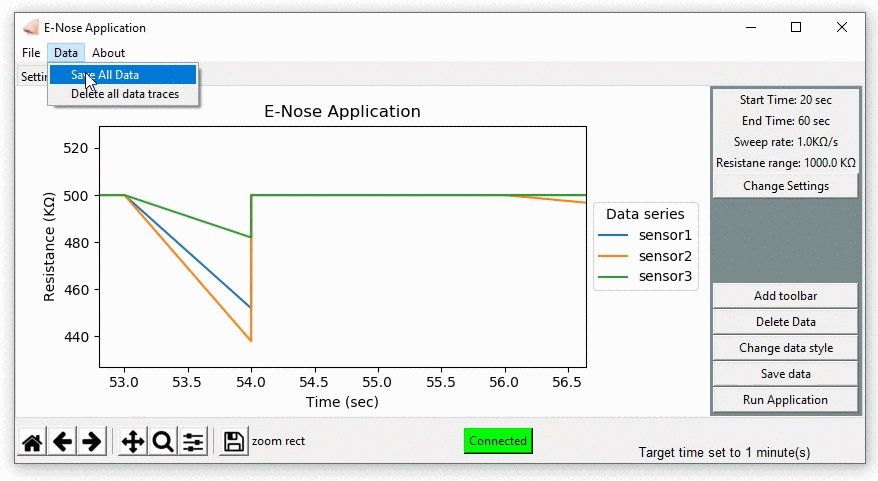 E-Nose Application
File Data About
Settin
Save All Data
Delete all data traces
E-Nose Application
520
500
480
460
440
Resistance (KΩ)
53.0 53.5 54.0 54.5 55.0 55.5 56.0 56.5
Time (sec)
Data series
sensor1
sensor2
sensor3
Start Time: 20 sec
End Time: 60 sec
Sweep rate: 1.0KΩ/s
Resistane range: 1000.0 KΩ
Change Settings
Add toolbar
Delete Data
Change data style
Save data
Run Application
zoom rect
Connected
Target time set to 1 minute(s)